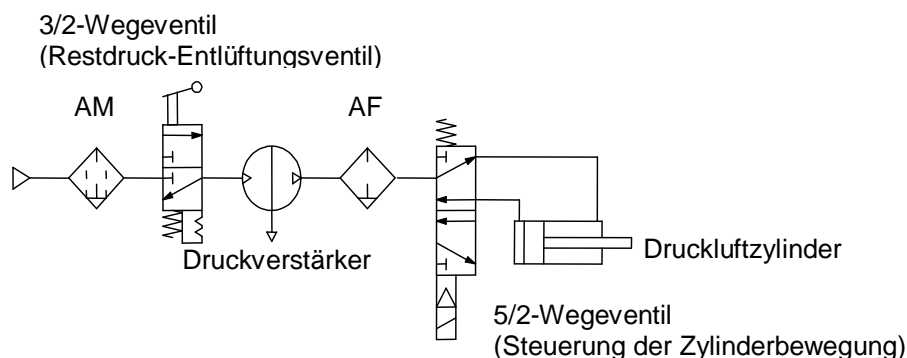 3/2-Wegeventil
(Restdruck-Entlüftungsventil)
AM
AF
Druckverstärker
Druckluftzylinder
5/2-Wegeventil
(Steuerung der Zylinderbewegung)